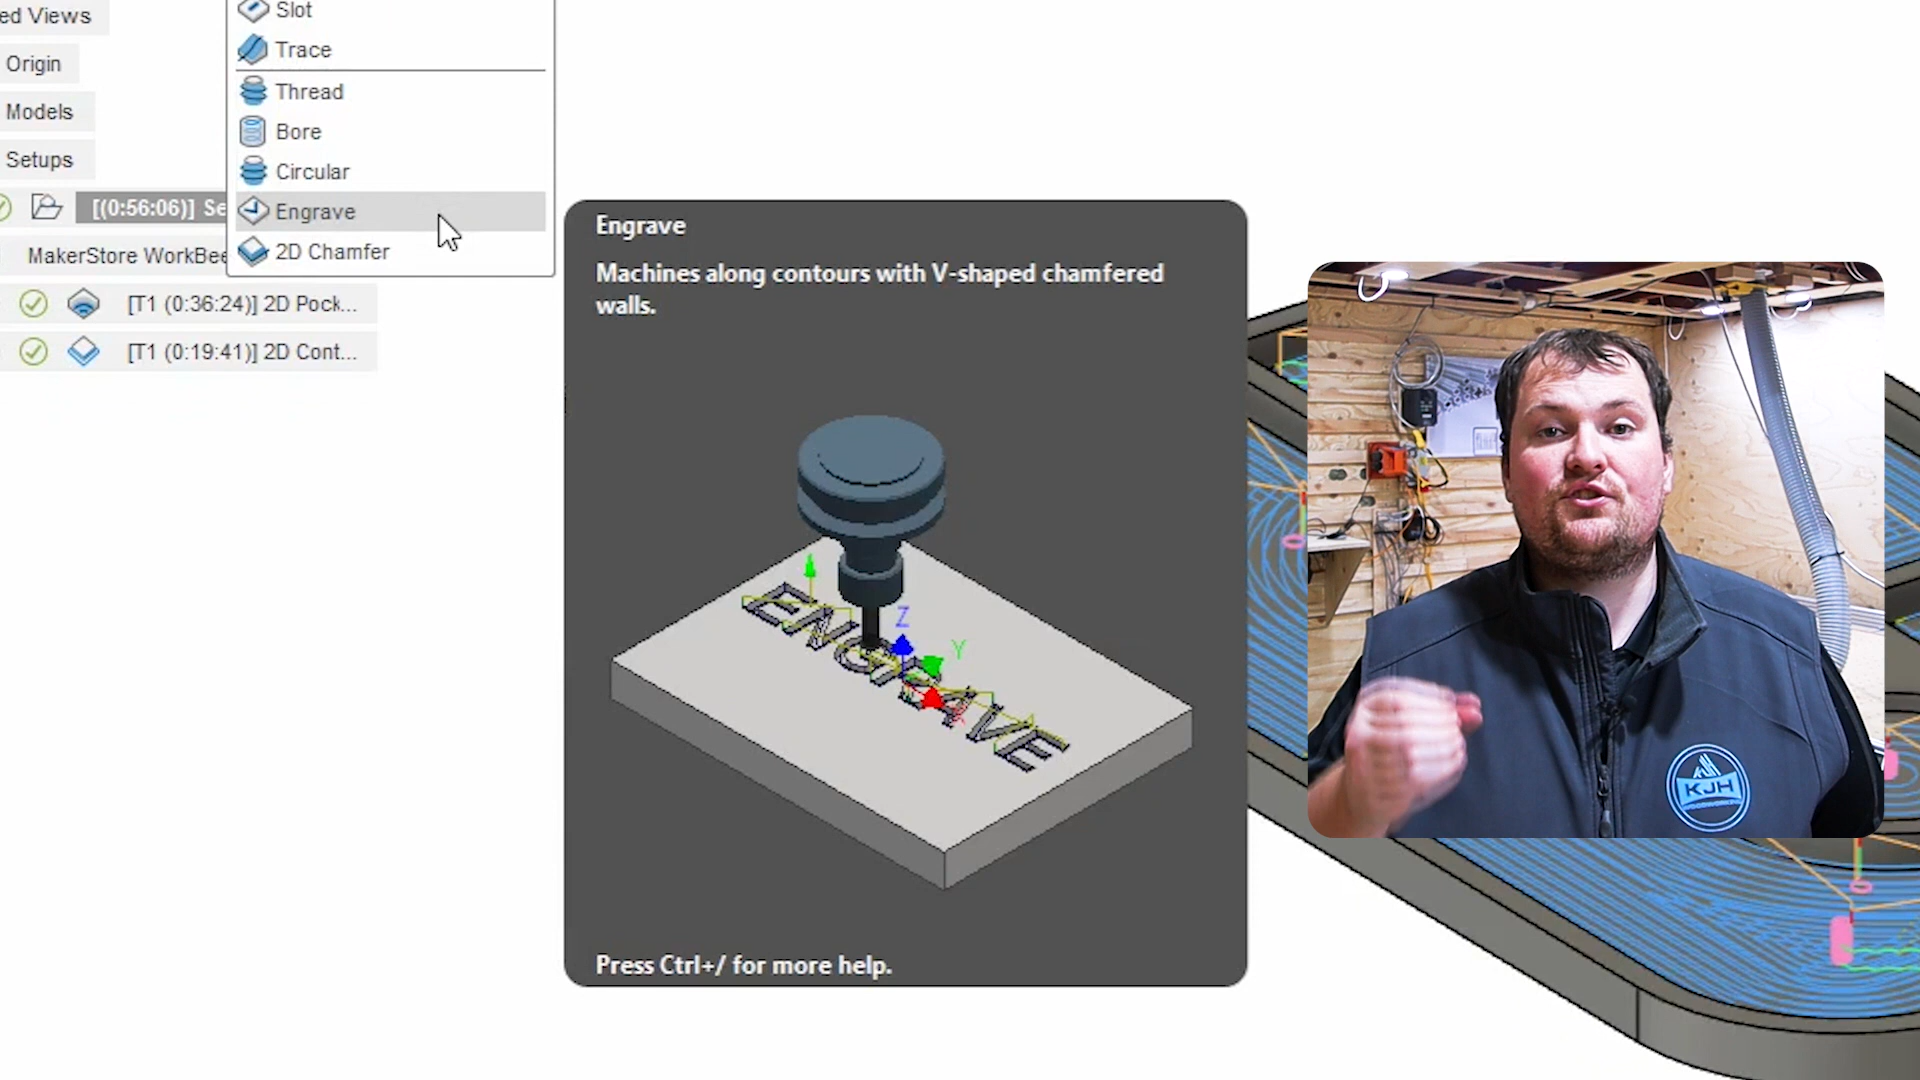 ed Views
Origin
Models
Setups
[(0:56:06)] Se
MakerStore WorkBee
[T1 (0:36:24)] 2D Pock...
[T1 (0:19:41)] 2D Cont...
Slot
Trace
Thread
Bore
Circular
Engrave
2D Chamfer
Engrave
Machines along contours with V-shaped chamfered
walls.
ENGRAVE
Z
Y
X
Press Ctrl+/ for more help.
KJH
WOODWORKING